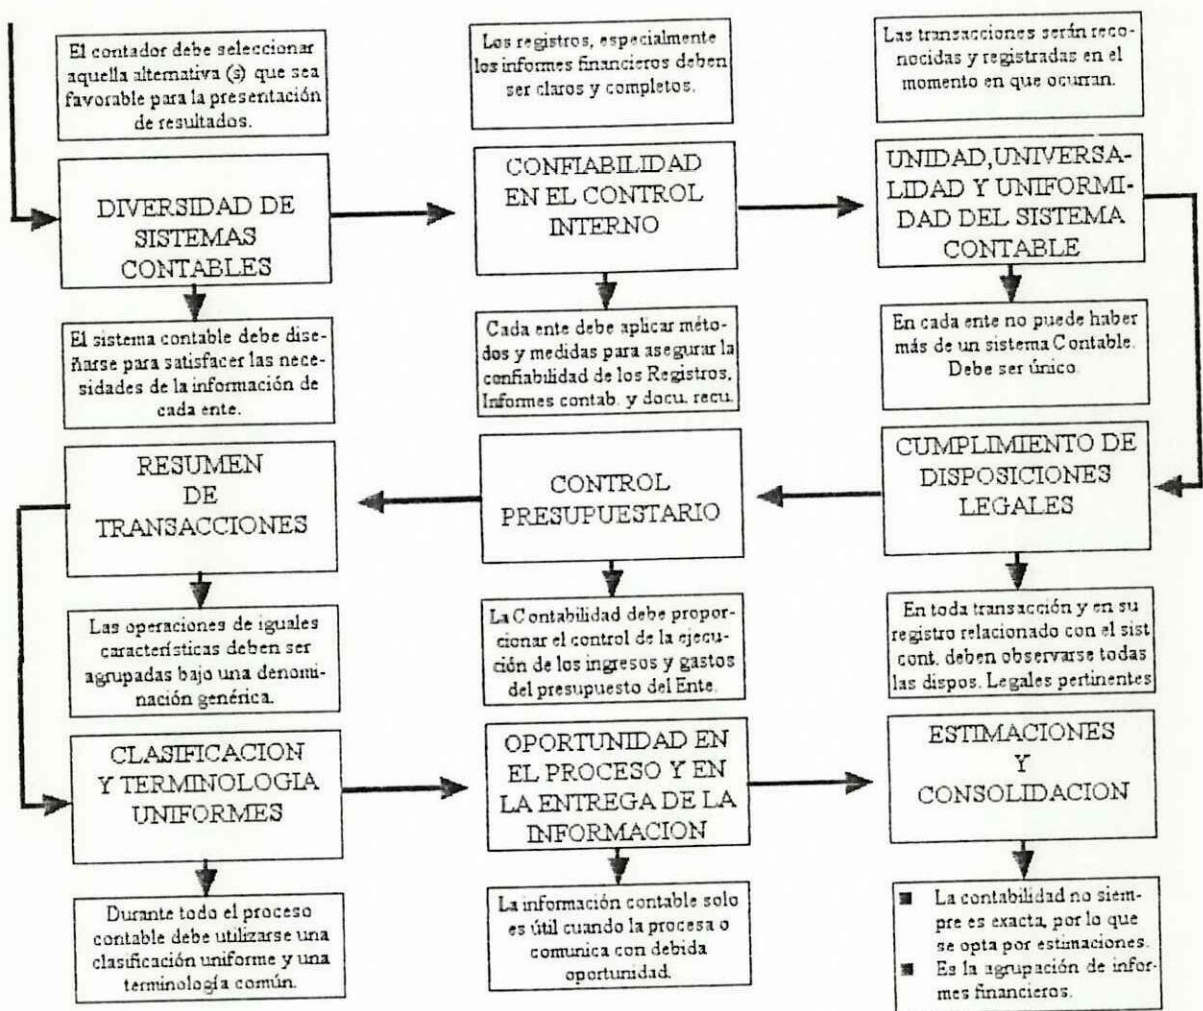 El contador debe seleccionar
aquella alternativa (s) que sea
favorable para la presentación
de resultados.
Los registros, especialmente
los informes financieros deben
ser claros y completos.
Las transacciones serán reco-
nocidas y registradas en el
momento en que ocurran.
DIVERSIDAD DE
SISTEMAS
CONTABLES
CONFIABILIDAD
EN EL CONTROL
INTERNO
UNIDAD, UNIVERSA-
LIDAD Y UNIFORMI-
DAD DEL SISTEMA
CONTABLE
El sistema contable debe dise-
ñarse para satisfacer las nece-
sidades de la información de
cada ente.
Cada ente debe aplicar méto-
dos y medidas para asegurar la
confiabilidad de los Registros,
Informes contab. y docu. recu.
En cada ente no puede haber
más de un sistema Contable.
Debe ser único.
RESUMEN
DE
TRANSACCIONES
CONTROL
PRESUPUESTARIO
CUMPLIMIENTO DE
DISPOSICIONES
LEGALES
Las operaciones de iguales
características deben ser
agrupadas bajo una denomi-
nación genérica.
La Contabilidad debe propor-
cionar el control de la ejecu-
ción de los ingresos y gastos
del presupuesto del Ente.
En toda transacción y en su
registro relacionado con el sist
cont. deben observarse todas
las dispos. Legales pertinentes
CLASIFICACION
Y TERMINOLOGIA
UNIFORMES
OPORTUNIDAD EN
EL PROCESO Y EN
LA ENTREGA DE LA
INFORMACION
ESTIMACIONES
Y
CONSOLIDACION
Durante todo el proceso
contable debe utilizarse una
clasificación uniforme y una
terminología común.
La información contable solo
es útil cuando la procesa o
comunica con debida
oportunidad.
La contabilidad no siem-
pre es exacta, por lo que
se opta por estimaciones.
Es la agrupación de infor-
mes financieros.